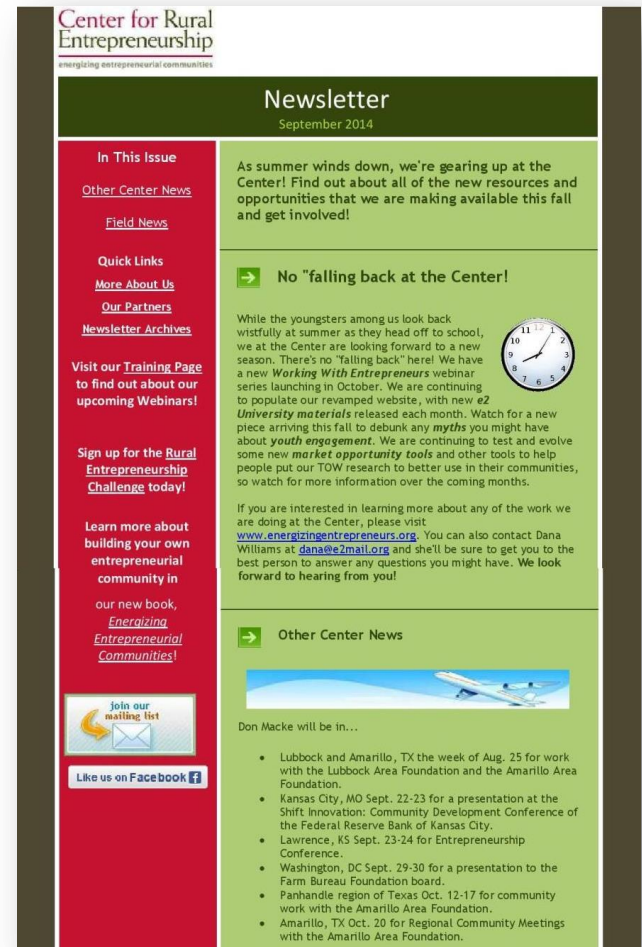 Center for Rural
Entrepreneurship
energizing entrepreneurial communities
Newsletter
September 2014
In This Issue
Other Center News
Field News
Quick Links
More About Us
Our Partners
Newsletter Archives
Visit our Training Page
to find out about our
upcoming Webinars!
Sign up for the Rural
Entrepreneurship
Challenge today!
Learn more about
building your own
entrepreneurial
community in
our new book,
Energizing
Entrepreneurial
Communities!
join our
mailing list
Like us on Facebook f
As summer winds down, we're gearing up at the
Center! Find out about all of the new resources and
opportunities that we are making available this fall
and get involved!
No "falling back at the Center!
While the youngsters among us look back
wistfully at summer as they head off to school,
we at the Center are looking forward to a new
season. There's no "falling back" here! We have
a new Working With Entrepreneurs webinar
series launching in October. We are continuing
to populate our revamped website, with new e2
University materials released each month. Watch for a new
piece arriving this fall to debunk any myths you might have
about youth engagement. We are continuing to test and evolve
some new market opportunity tools and other tools to help
people put our TOW research to better use in their communities,
so watch for more information over the coming months.
11 12 1
10 2
9 3
8 4
7 6 5
If you are interested in learning more about any of the work we
are doing at the Center, please visit
www.energizingentrepreneurs.org. You can also contact Dana
Williams at dana@e2mail.org and she'll be sure to get you to the
best person to answer any questions you might have. We look
forward to hearing from you!
Other Center News
Don Macke will be in...
• Lubbock and Amarillo, TX the week of Aug. 25 for work
with the Lubbock Area Foundation and the Amarillo Area
Foundation.
• Kansas City, MO Sept. 22-23 for a presentation at the
Shift Innovation: Community Development Conference of
the Federal Reserve Bank of Kansas City.
• Lawrence, KS Sept. 23-24 for Entrepreneurship
Conference.
• Washington, DC Sept. 29-30 for a presentation to the
Farm Bureau Foundation board.
• Panhandle region of Texas Oct. 12-17 for community
work with the Amarillo Area Foundation.
• Amarillo, TX Oct. 20 for Regional Community Meetings
with the Amarillo Area Foundation.